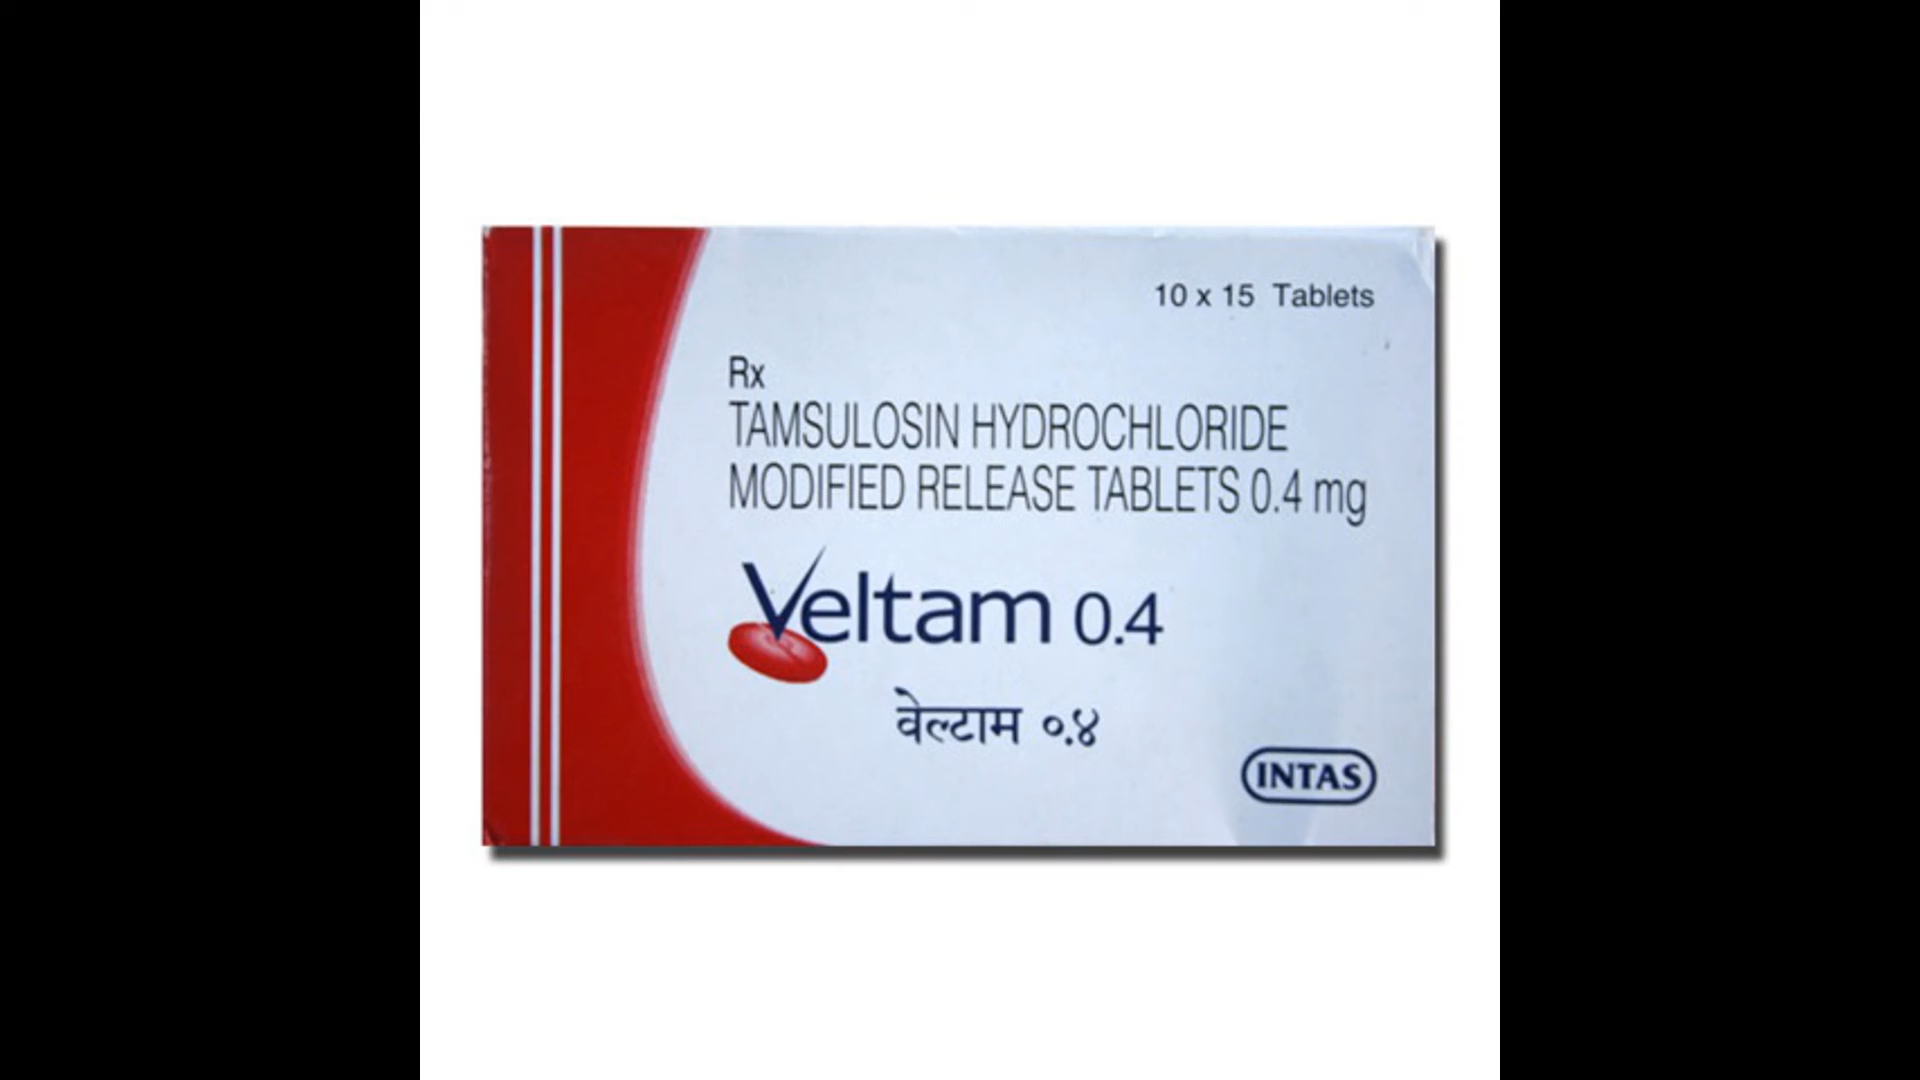 10 x 15 Tablets
Rx
TAMSULOSIN HYDROCHLORIDE
MODIFIED RELEASE TABLETS 0.4 mg
Veltam 0.4
वेल्टाम ०.४
INTAS